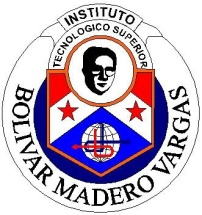 INSTITUTO
TECNOLOGICO SUPERIOR
BOLIVAR MADERO VARGAS